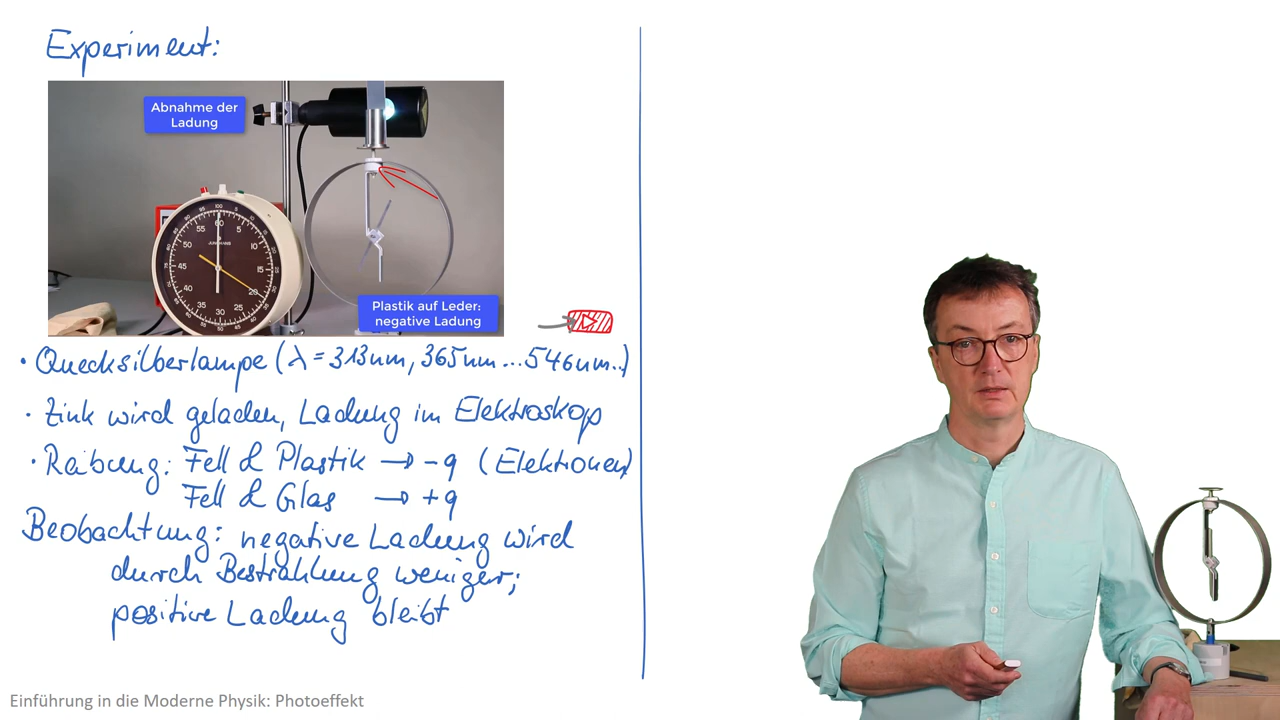 Experiment:
Abnahme der
Ladung
JUNGHANS
Plastik auf Leder:
negative Ladung
• Quecksilberlampe (λ = 313nm, 365nm...546nm..)
• Zink wird geladen, Ladung im Elektroskop
• Reibung: Fell & Plastik → -q (Elektronen)
Fell & Glas → +q
Beobachtung: negative Ladung wird
durch Bestrahlung weniger;
positive Ladung bleibt
Einführung in die Moderne Physik: Photoeffekt